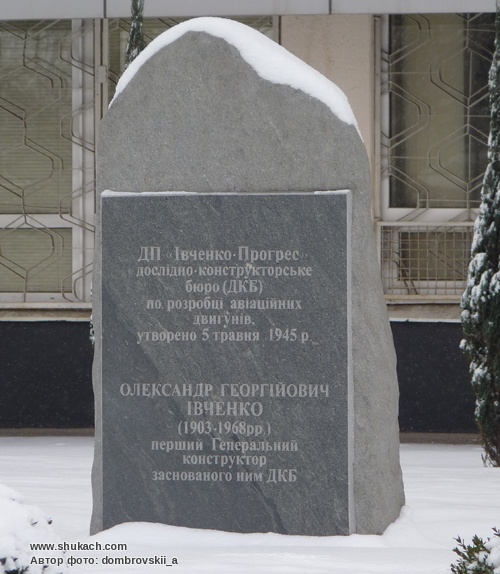 ДП «Івченко-Прогрес»
дослідно-конструкторське
бюро (ДКБ)
по розробці авіаційних
двигунів,
утворено 5 травня 1945 р.
ОЛЕКСАНДР ГЕОРГІЙОВИЧ
ІВЧЕНКО
(1903-1968рр.)
перший Генеральний
конструктор
заснованого ним ДКБ
www.shukach.com
Автор фото: dombrovskii_a